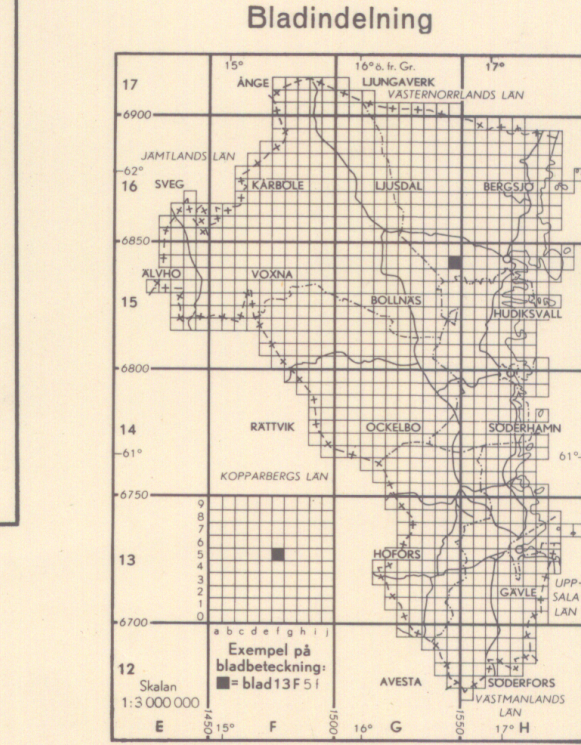 Bladindelning
15° 16° ö. fr. Gr. 17°
17 ÅNGE LJUNGAVERK
VÄSTERNORRLANDS LÄN
6900
JÄMTLANDS LÄN
62°
16 SVEG KÅRBÖLE LJUSDAL BERGSJÖ
6850
ÄLVHO VOXNA
15 BOLLNÄS
HUDIKSVALL
6800
14 RÄTTVIK OCKELBO SÖDERHAMN
61° 61°
KOPPARBERGS LÄN
6750
9
8
7
6
5
4
3
2
1
0
13 HOFORS
GÄVLE
UPP-
SALA
LÄN
6700
a b c d e f g h i j
Exempel på
bladbeteckning:
= blad 13 F 5 f
12 AVESTA SÖDERFORS
VÄSTMANLANDS
LÄN
Skalan
1:3 000 000
E F G H
1450 15° 1500 16° 1550 17°